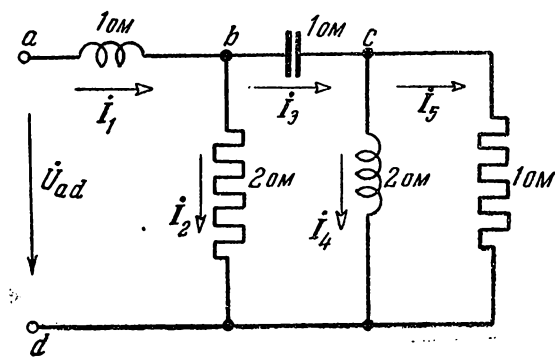 a 1ом b 1ом c
İ₁ İ₃ İ₅
U̇ad İ₂ 2ом İ₄ 2ом 1ом
d